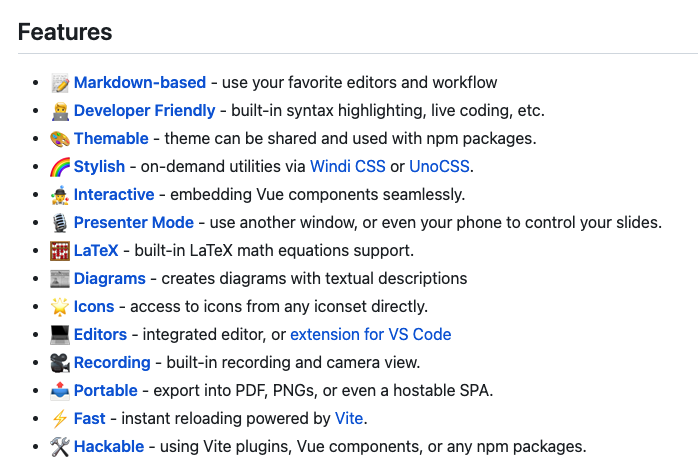 Features
📝 Markdown-based - use your favorite editors and workflow
🧑‍💻 Developer Friendly - built-in syntax highlighting, live coding, etc.
🎨 Themable - theme can be shared and used with npm packages.
🌈 Stylish - on-demand utilities via Windi CSS or UnoCSS.
🤹 Interactive - embedding Vue components seamlessly.
🎙 Presenter Mode - use another window, or even your phone to control your slides.
🧮 LaTeX - built-in LaTeX math equations support.
📰 Diagrams - creates diagrams with textual descriptions
🌟 Icons - access to icons from any iconset directly.
💻 Editors - integrated editor, or extension for VS Code
🎥 Recording - built-in recording and camera view.
📤 Portable - export into PDF, PNGs, or even a hostable SPA.
⚡️ Fast - instant reloading powered by Vite.
🛠 Hackable - using Vite plugins, Vue components, or any npm packages.